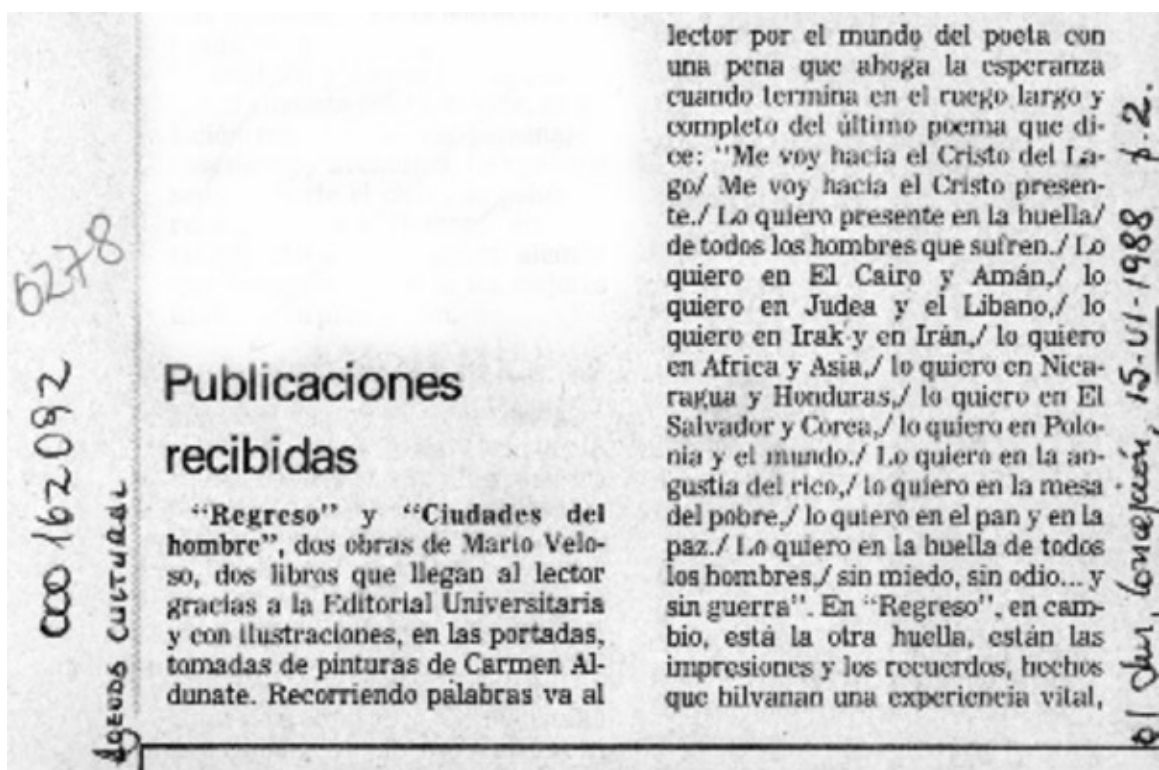 Publicaciones
recibidas
"Regreso" y "Ciudades del
hombre", dos obras de Mario Velo-
so, dos libros que llegan al lector
gracias a la Editorial Universitaria
y con ilustraciones, en las portadas,
tomadas de pinturas de Carmen Al-
dunate. Recorriendo palabras va al
lector por el mundo del poeta con
una pena que ahoga la esperanza
cuando termina en el ruego largo y
completo del último poema que di-
ce: "Me voy hacia el Cristo del La-
go/ Me voy hacia el Cristo presen-
te./ Lo quiero presente en la huella/
de todos los hombres que sufren./ Lo
quiero en El Cairo y Amán,/ lo
quiero en Judea y el Líbano,/ lo
quiero en Irak y en Irán,/ lo quiero
en Africa y Asia,/ lo quiero en Nica-
ragua y Honduras,/ lo quiero en El
Salvador y Corea,/ lo quiero en Polo-
nia y el mundo./ Lo quiero en la an-
gustia del rico,/ lo quiero en la mesa
del pobre,/ lo quiero en el pan y en la
paz./ Lo quiero en la huella de todos
los hombres,/ sin miedo, sin odio... y
sin guerra". En "Regreso", en cam-
bio, está la otra huella, están las
impresiones y los recuerdos, hechos
que hilvanan una experiencia vital,
6278
000 162092
AGENDA CULTURAL
El Sur, Concepción, 15-VI-1988 p.2.